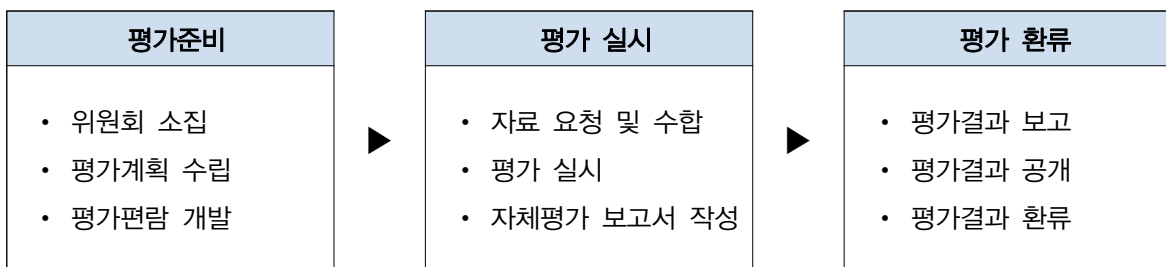 평가준비
• 위원회 소집
• 평가계획 수립
• 평가편람 개발
▶
평가 실시
• 자료 요청 및 수합
• 평가 실시
• 자체평가 보고서 작성
▶
평가 환류
• 평가결과 보고
• 평가결과 공개
• 평가결과 환류